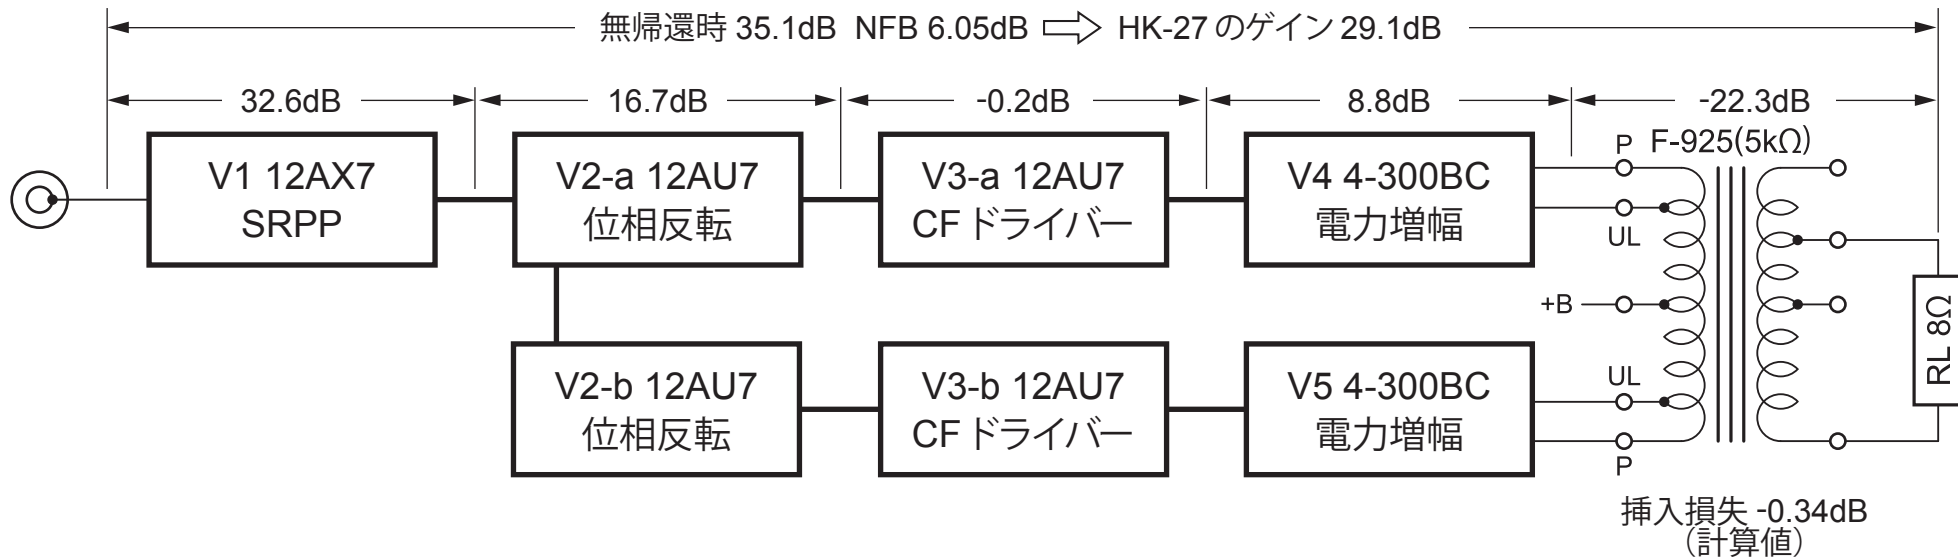 無帰還時 35.1dB NFB 6.05dB ⇨ HK-27 のゲイン 29.1dB
32.6dB
16.7dB
-0.2dB
8.8dB
-22.3dB
F-925(5kΩ)
V1 12AX7
SRPP
V2-a 12AU7
位相反転
V3-a 12AU7
CF ドライバー
V4 4-300BC
電力増幅
P
UL
+B
RL 8Ω
V2-b 12AU7
位相反転
V3-b 12AU7
CF ドライバー
V5 4-300BC
電力増幅
UL
P
挿入損失 -0.34dB
(計算値)